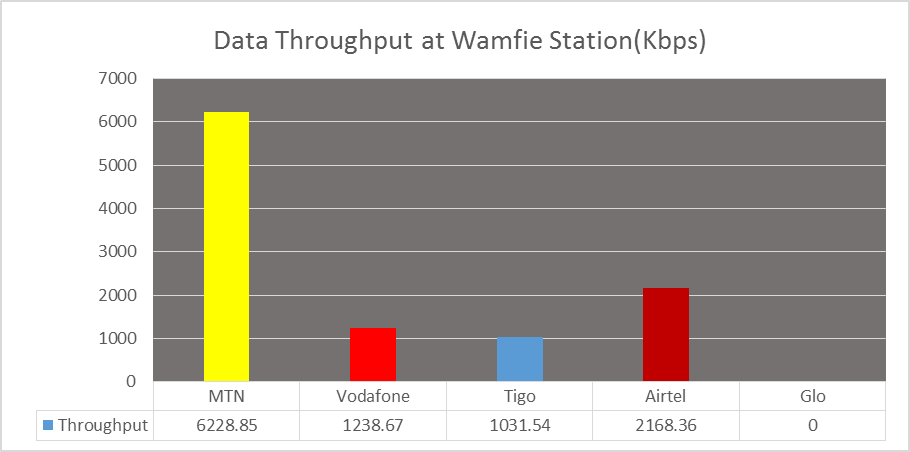 Data Throughput at Wamfie Station(Kbps)
7000
6000
5000
4000
3000
2000
1000
0
MTN Vodafone Tigo Airtel Glo
Throughput 6228.85 1238.67 1031.54 2168.36 0